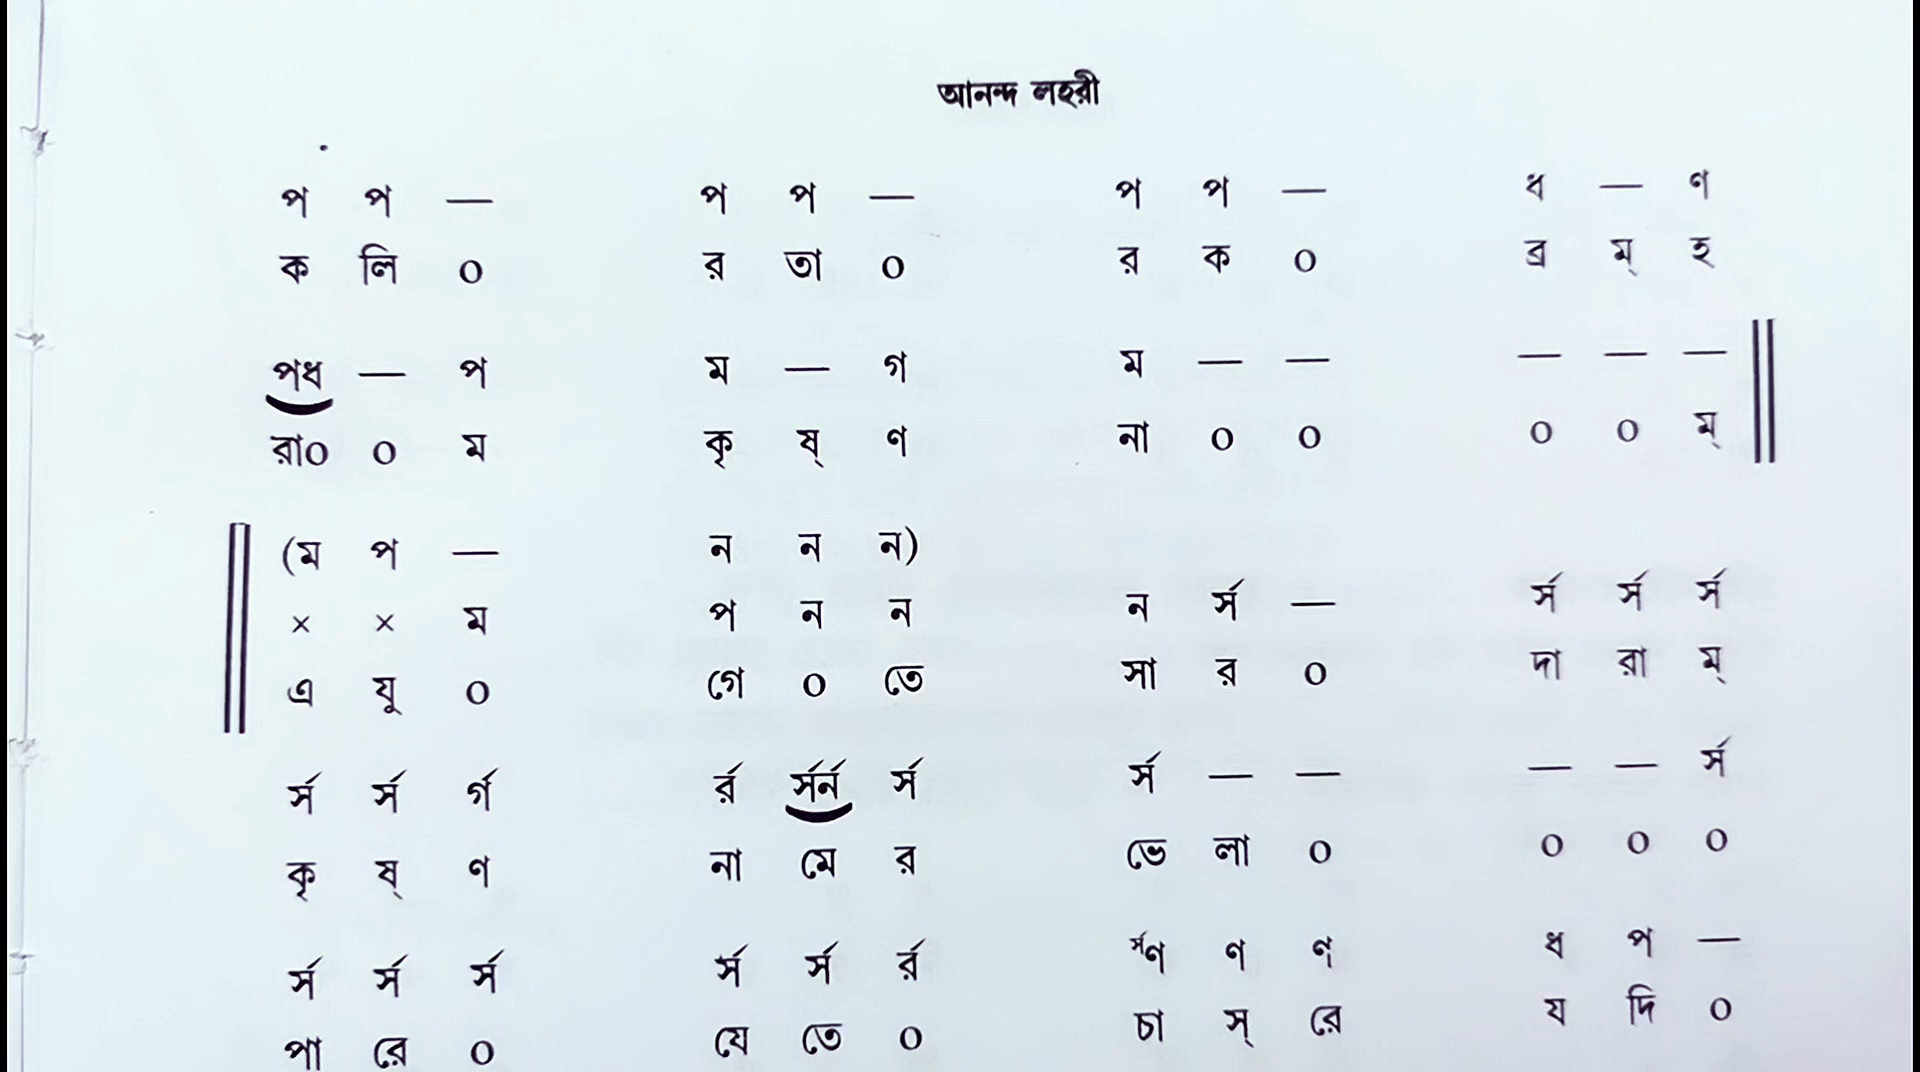 আনন্দ লহরী
প প — প প — প প — ধ — ণ
ক লি ০ র তা ০ র ক ০ ব্র ম্ হ
পধ — প ম — গ ম — — — — —
রা০ ০ ম কৃ ষ্ ণ না ০ ০ ০ ০ ম্
(ম প — ন ন ন)
× × ম প ন ন ন র্স — র্স র্স র্স
এ যু ০ গে ০ তে সা র ০ দা রা ম্
র্স র্স র্গ র্র র্সর্ন র্স র্স — — — — র্স
কৃ ষ্ ণ না মে র ভে লা ০ ০ ০ ০
র্স র্স র্স র্স র্স র্র র্সণ ণ ণ্ ধ প —
পা রে ০ যে তে ০ চা স্ রে য দি ০